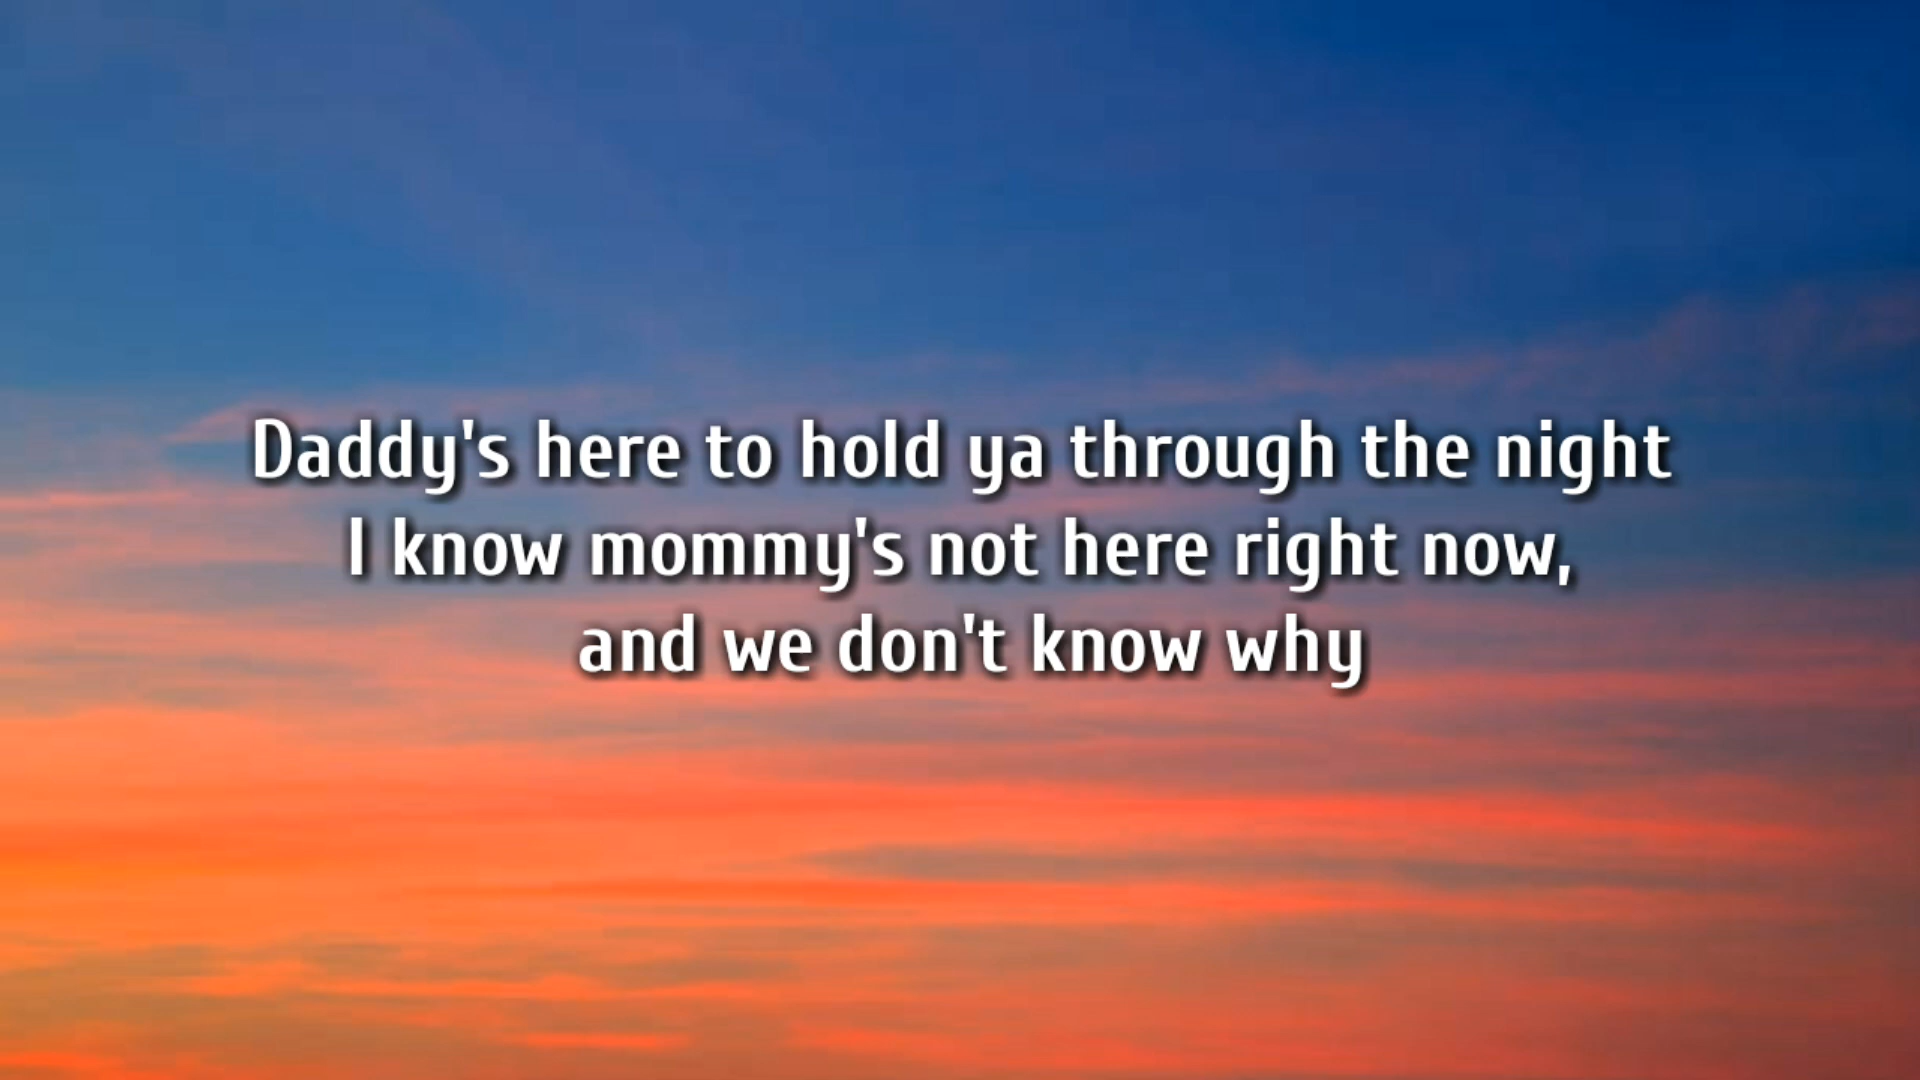 Daddy's here to hold ya through the night
I know mommy's not here right now,
and we don't know why